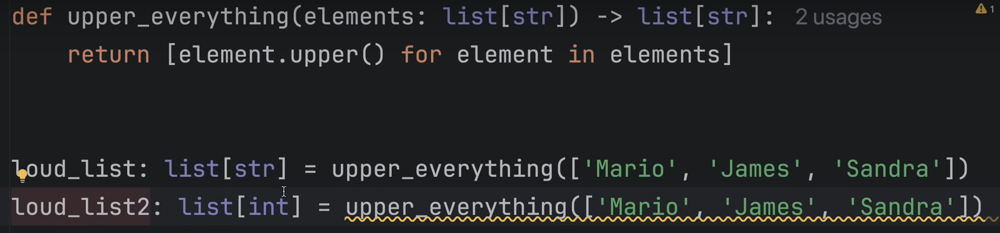 def upper_everything(elements: list[str]) -> list[str]: 2 usages
    return [element.upper() for element in elements]
loud_list: list[str] = upper_everything(['Mario', 'James', 'Sandra'])
loud_list2: list[int] = upper_everything(['Mario', 'James', 'Sandra'])
1